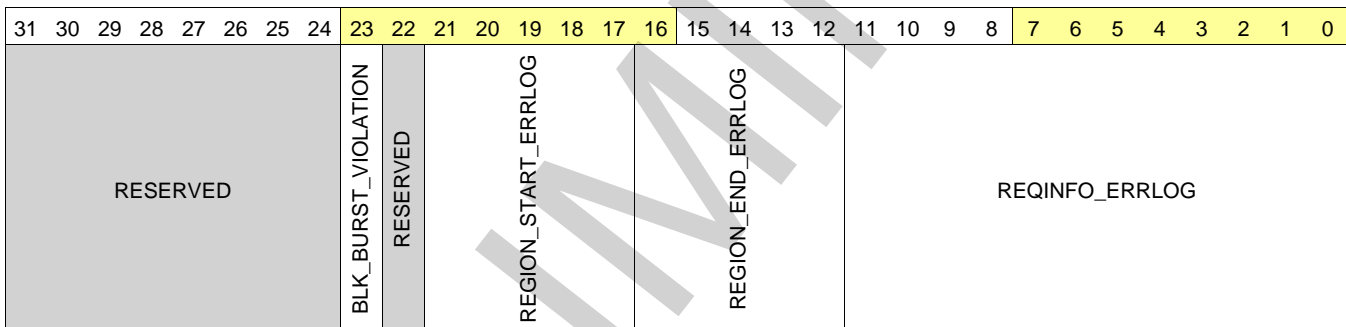 31 30 29 28 27 26 25 24 23 22 21 20 19 18 17 16 15 14 13 12 11 10 9 8 7 6 5 4 3 2 1 0
RESERVED
BLK_BURST_VIOLATION
RESERVED
REGION_START_ERRLOG
REGION_END_ERRLOG
REQINFO_ERRLOG